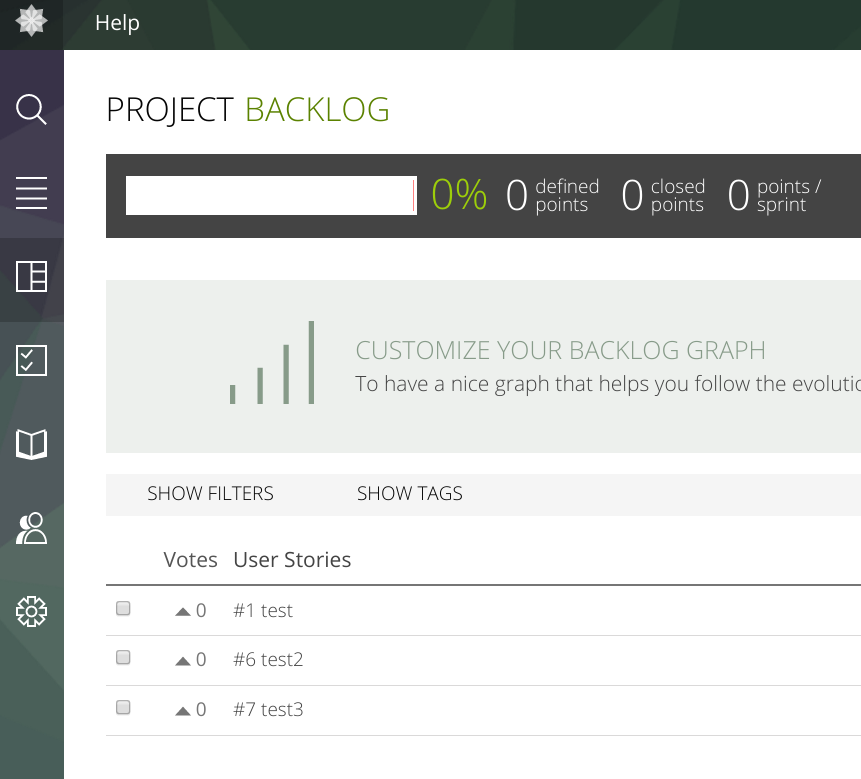 Help
PROJECT BACKLOG
0% 0 defined points 0 closed points 0 points / sprint
CUSTOMIZE YOUR BACKLOG GRAPH
To have a nice graph that helps you follow the
SHOW FILTERS SHOW TAGS
Votes User Stories
0 #1 test
0 #6 test2
0 #7 test3